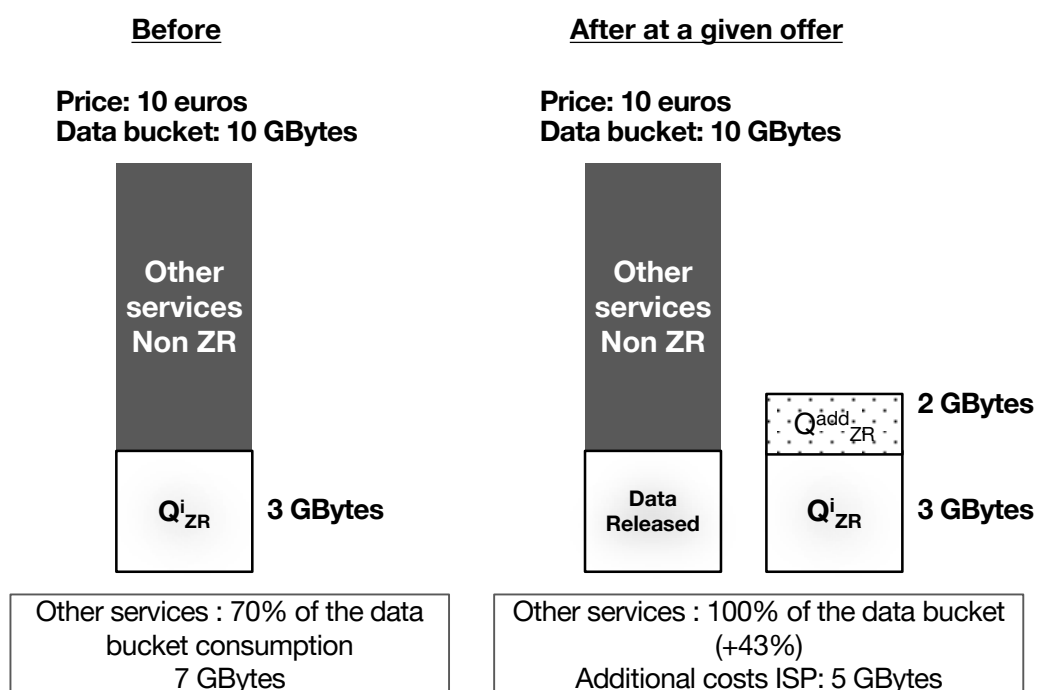 Before
Price: 10 euros
Data bucket: 10 GBytes
Other
services
Non ZR
QiZR
3 GBytes
Other services : 70% of the data
bucket consumption
7 GBytes
After at a given offer
Price: 10 euros
Data bucket: 10 GBytes
Other
services
Non ZR
Data
Released
QaddZR
2 GBytes
QiZR
3 GBytes
Other services : 100% of the data bucket
(+43%)
Additional costs ISP: 5 GBytes